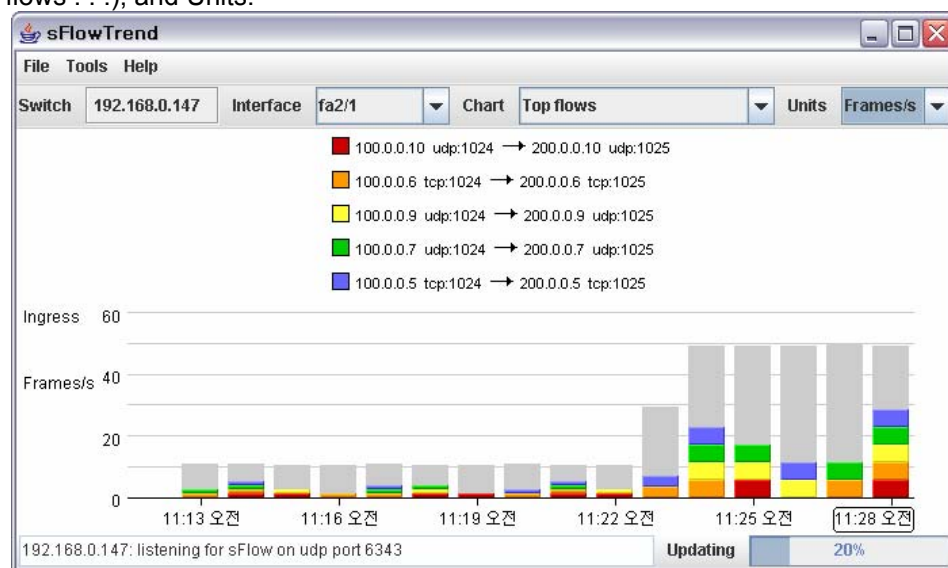 flows . . .), and Units.
sFlowTrend
File Tools Help
Switch 192.168.0.147 Interface fa2/1 Chart Top flows Units Frames/s
100.0.0.10 udp:1024 → 200.0.0.10 udp:1025
100.0.0.6 tcp:1024 → 200.0.0.6 tcp:1025
100.0.0.9 udp:1024 → 200.0.0.9 udp:1025
100.0.0.7 udp:1024 → 200.0.0.7 udp:1025
100.0.0.5 tcp:1024 → 200.0.0.5 tcp:1025
Ingress 60
Frames/s 40
20
0
11:13 오전 11:16 오전 11:19 오전 11:22 오전 11:25 오전 11:28 오전
192.168.0.147: listening for sFlow on udp port 6343 Updating 20%